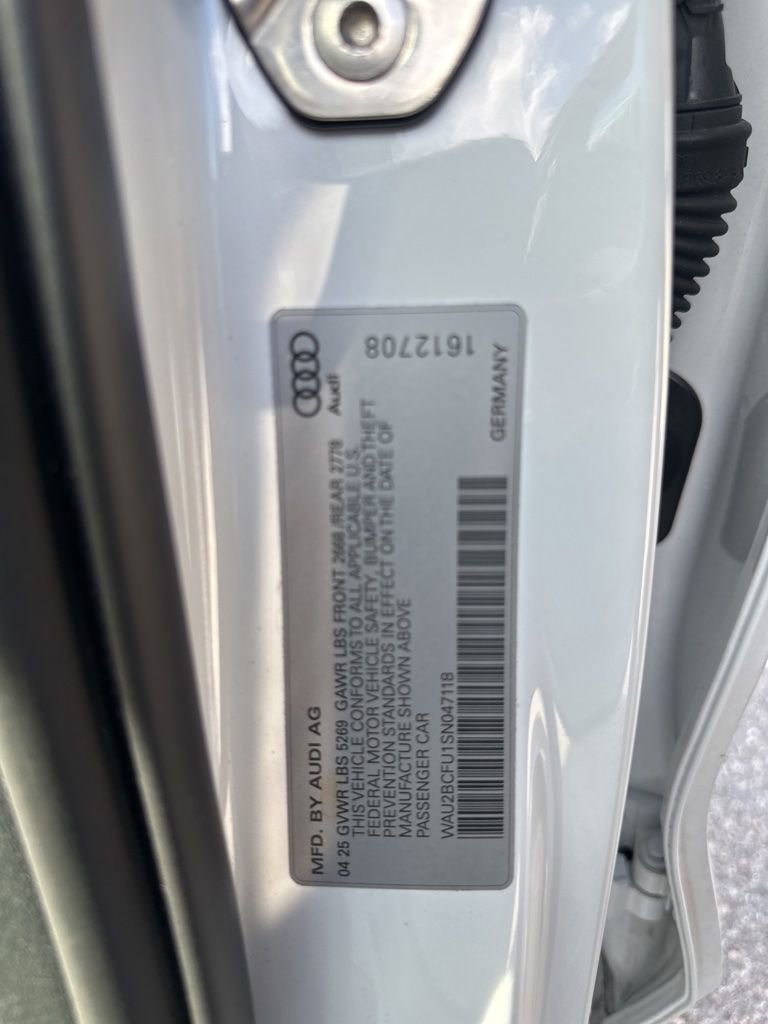 MFD. BY AUDI AG
Audi
04 25 GVWR LBS 5269 GAWR LBS FRONT 2668 /REAR 2778
THIS VEHICLE CONFORMS TO ALL APPLICABLE U.S.
FEDERAL MOTOR VEHICLE SAFETY, BUMPER AND THEFT
PREVENTION STANDARDS IN EFFECT ON THE DATE OF
MANUFACTURE SHOWN ABOVE
PASSENGER CAR
1612708
WAU2BCFU1SN047118
GERMANY